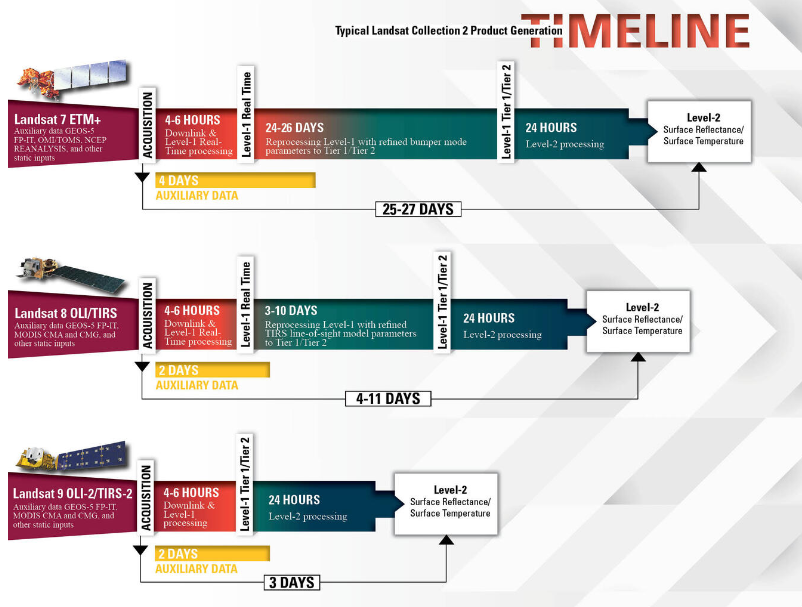 Typical Landsat Collection 2 Product Generation TIMELINE
Landsat 7 ETM+
Auxiliary data GEOS-5
FP-IT, OMI/TOMS, NCEP
REANALYSIS, and other
static inputs
ACQUISITION
4-6 HOURS
Downlink &
Level-1 Real-
Time processing
Level-1 Real Time
24-26 DAYS
Reprocessing Level-1 with refined bumper mode
parameters to Tier 1/Tier 2
Level-1 Tier 1/Tier 2
24 HOURS
Level-2 processing
Level-2
Surface Reflectance/
Surface Temperature
4 DAYS
AUXILIARY DATA
25-27 DAYS
Landsat 8 OLI/TIRS
Auxiliary data GEOS-5 FP-IT,
MODIS CMA and CMG, and
other static inputs
ACQUISITION
4-6 HOURS
Downlink &
Level-1 Real-
Time processing
Level-1 Real Time
3-10 DAYS
Reprocessing Level-1 with refined
TIRS line-of-sight model parameters
to Tier 1/Tier 2
Level-1 Tier 1/Tier 2
24 HOURS
Level-2 processing
Level-2
Surface Reflectance/
Surface Temperature
2 DAYS
AUXILIARY DATA
4-11 DAYS
Landsat 9 OLI-2/TIRS-2
Auxiliary data GEOS-5 FP-IT,
MODIS CMA and CMG, and
other static inputs
ACQUISITION
4-6 HOURS
Downlink &
Level-1
processing
Level-1 Tier 1/Tier 2
24 HOURS
Level-2 processing
Level-2
Surface Reflectance/
Surface Temperature
2 DAYS
AUXILIARY DATA
3 DAYS